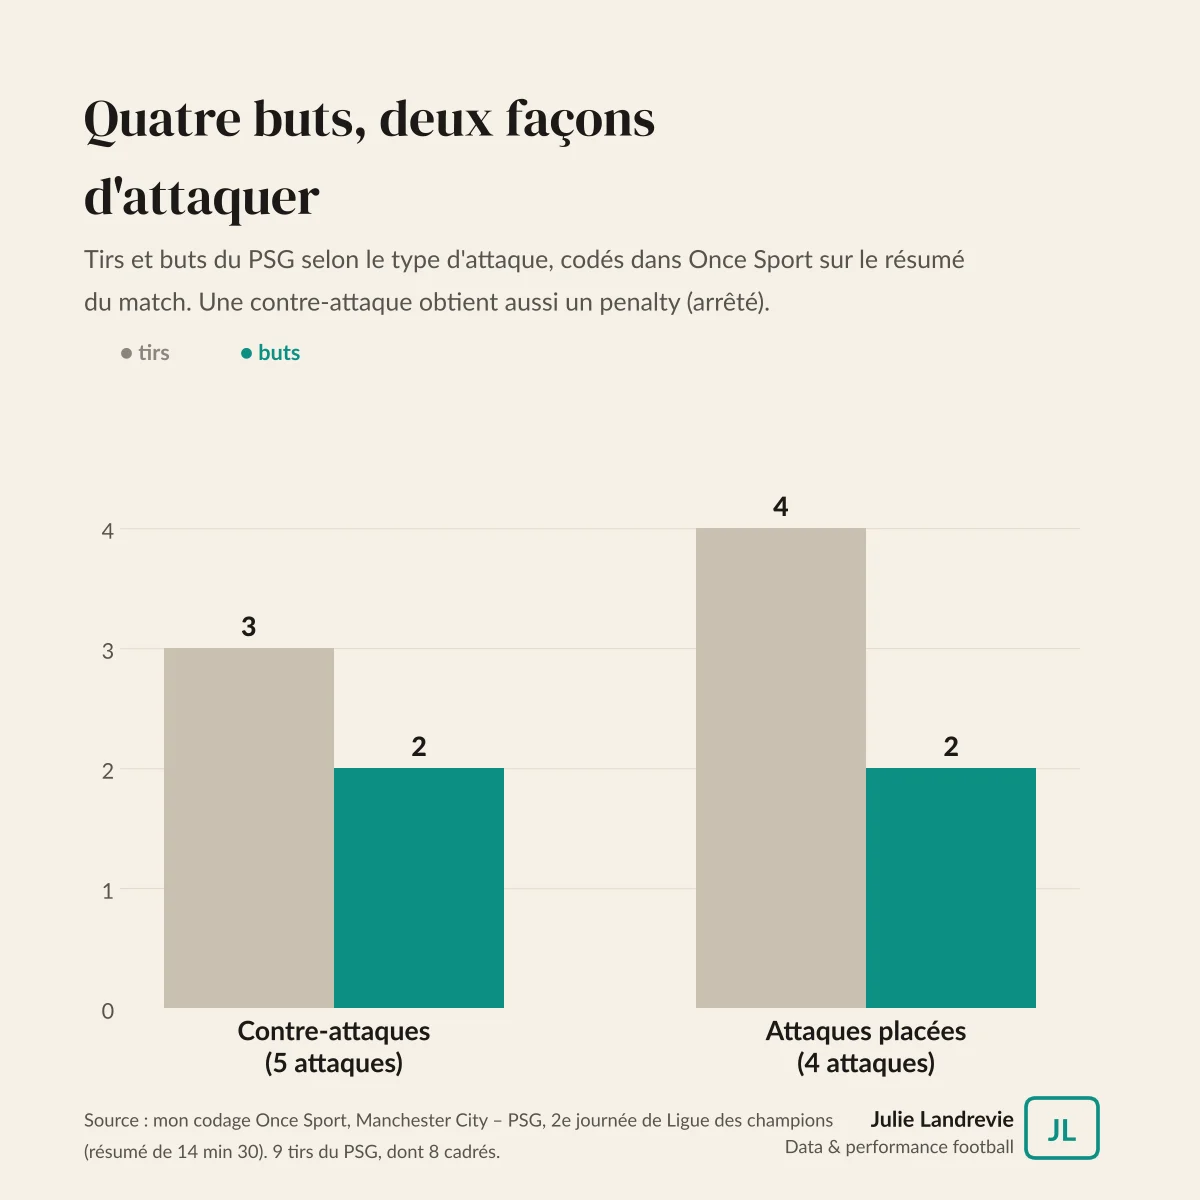 Quatre buts, deux façons
d'attaquer
Tirs et buts du PSG selon le type d'attaque, codés dans Once Sport sur le résumé
du match. Une contre-attaque obtient aussi un penalty (arrêté).
tirs
buts
4
3
2
1
0
3
2
4
2
Contre-attaques
(5 attaques)
Attaques placées
(4 attaques)
Source : mon codage Once Sport, Manchester City – PSG, 2e journée de Ligue des champions
(résumé de 14 min 30). 9 tirs du PSG, dont 8 cadrés.
Julie Landrevie
Data & performance football
JL